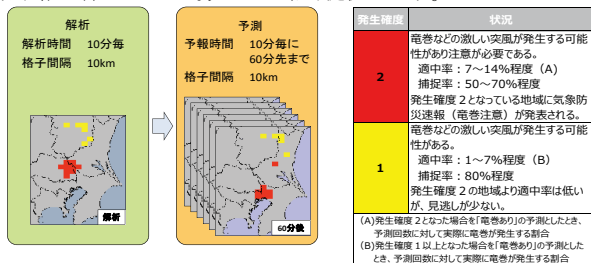 解析
解析時間 10分毎
格子間隔 10km
解析
予測
予報時間 10分毎に
60分先まで
格子間隔 10km
60分後
発生確度 状況
2
竜巻などの激しい突風が発生する可能
性があり注意が必要である。
適中率:7~14%程度(A)
捕捉率:50~70%程度
発生確度2となっている地域に気象防
災速報(竜巻注意)が発表される。
1
竜巻などの激しい突風が発生する可能
性がある。
適中率:1~7%程度(B)
捕捉率:80%程度
発生確度2の地域より適中率は低い
が、見逃しが少ない。
(A)発生確度2となった場合を「竜巻あり」の予測としたとき、
予測回数に対して実際に竜巻が発生する割合
(B)発生確度1以上となった場合を「竜巻あり」の予測とした
とき、予測回数に対して実際に竜巻が発生する割合